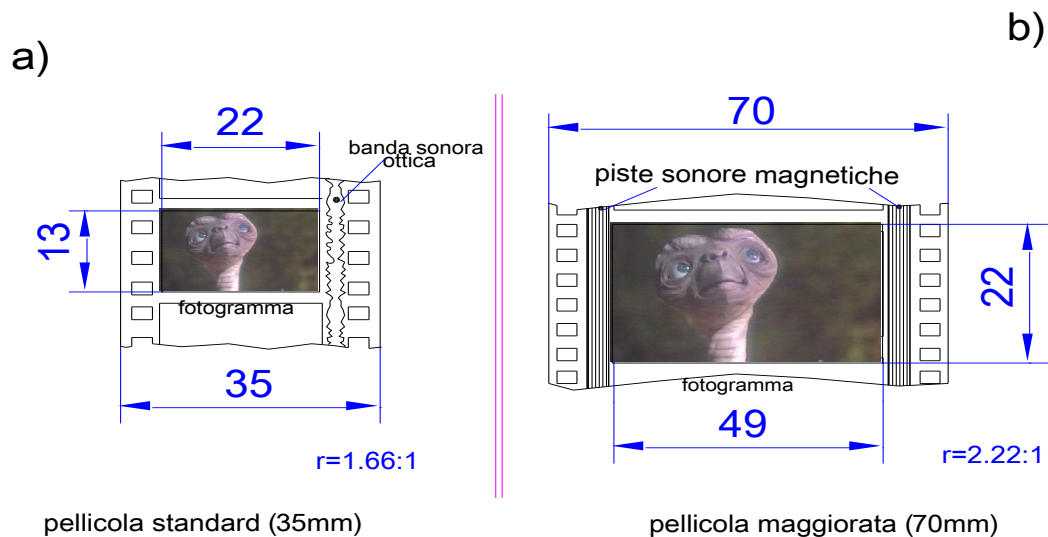 a)
22
banda sonora
ottica
13
fotogramma
35
r=1.66:1
pellicola standard (35mm)
b)
70
piste sonore magnetiche
22
fotogramma
49
r=2.22:1
pellicola maggiorata (70mm)